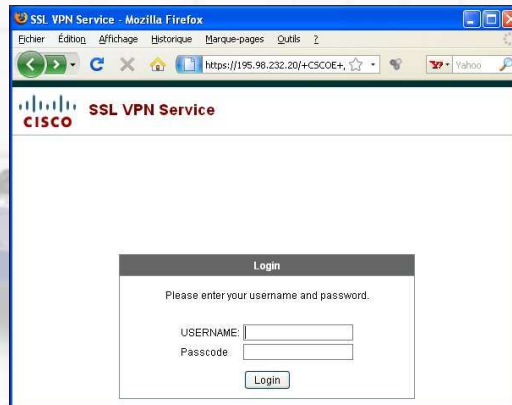 SSL VPN Service - Mozilla Firefox
Fichier Édition Affichage Historique Marque-pages Outils ?
https://195.98.232.20/+CSCOE+, Yahoo
CISCO SSL VPN Service
Login
Please enter your username and password.
USERNAME:
Passcode
Login